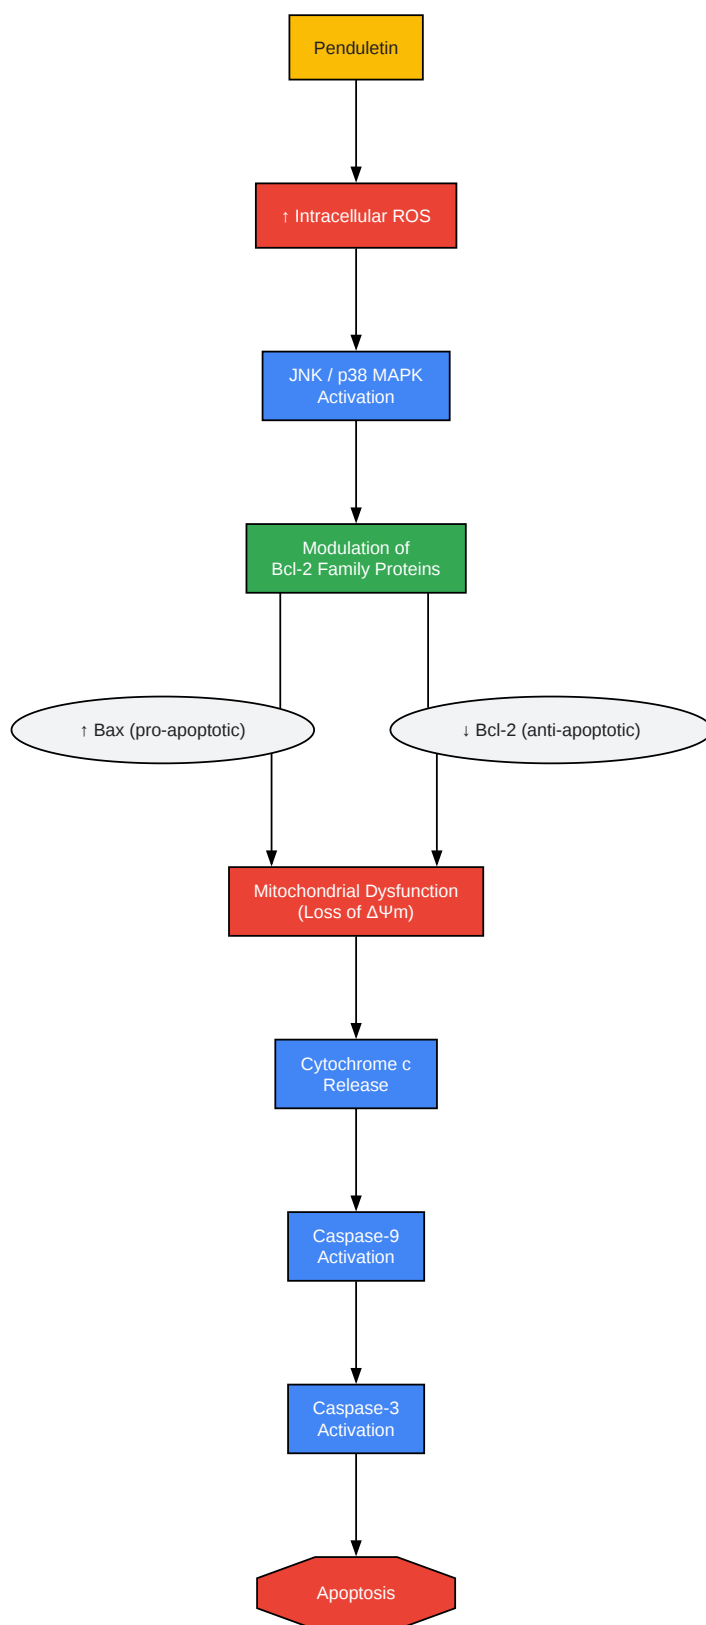 Penduletin
↑ Intracellular ROS
JNK / p38 MAPK
Activation
Modulation of
Bcl-2 Family Proteins
↑ Bax (pro-apoptotic)
↓ Bcl-2 (anti-apoptotic)
Mitochondrial Dysfunction
(Loss of ΔΨm)
Cytochrome c
Release
Caspase-9
Activation
Caspase-3
Activation
Apoptosis